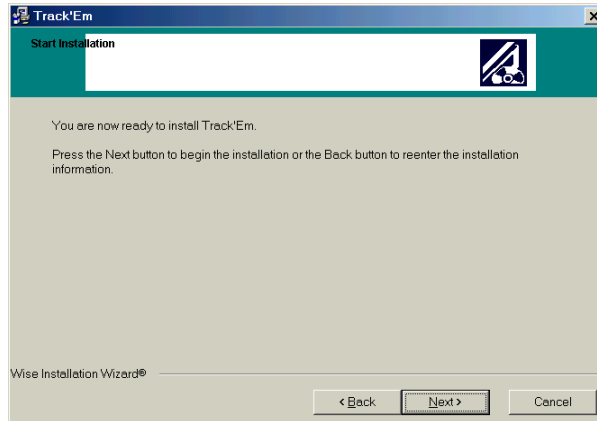 Track'Em
Start Installation
You are now ready to install Track'Em.
Press the Next button to begin the installation or the Back button to reenter the installation
information.
Wise Installation Wizard®
< Back
Next >
Cancel